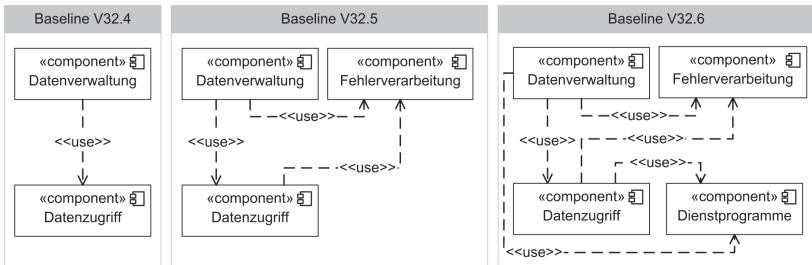 Baseline V32.4
«component»
Datenverwaltung
<<use>>
«component»
Datenzugriff
Baseline V32.5
«component»
Datenverwaltung
«component»
Fehlerverarbeitung
<<use>>
<<use>>
<<use>>
«component»
Datenzugriff
Baseline V32.6
«component»
Datenverwaltung
«component»
Fehlerverarbeitung
<<use>>
<<use>>
<<use>>
<<use>>
«component»
Datenzugriff
«component»
Dienstprogramme
<<use>>